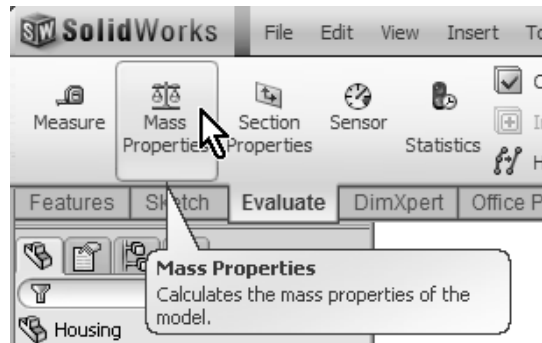 SolidWorks File Edit View Insert
Measure Mass Properties Section Properties Sensor Statistics
Features Sketch Evaluate DimXpert Office P
Mass Properties
Calculates the mass properties of the
model.
Housing